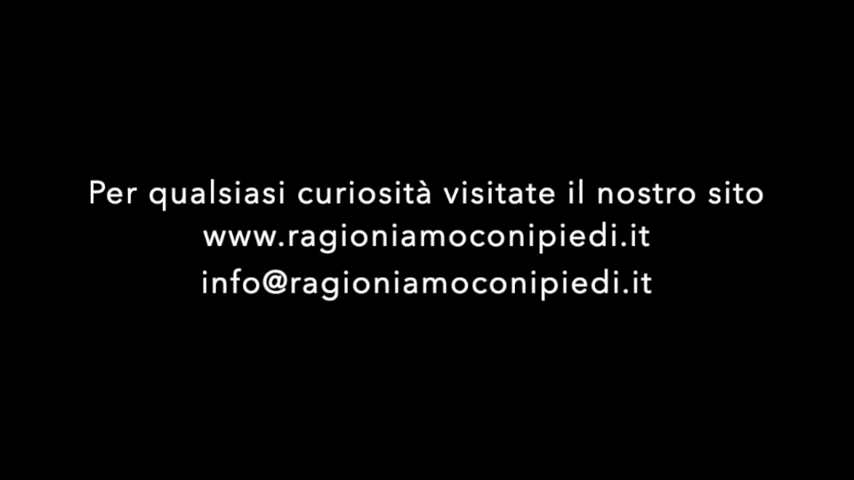 Per qualsiasi curiosità visitate il nostro sito
www.ragioniamoconipiedi.it
info@ragioniamoconipiedi.it